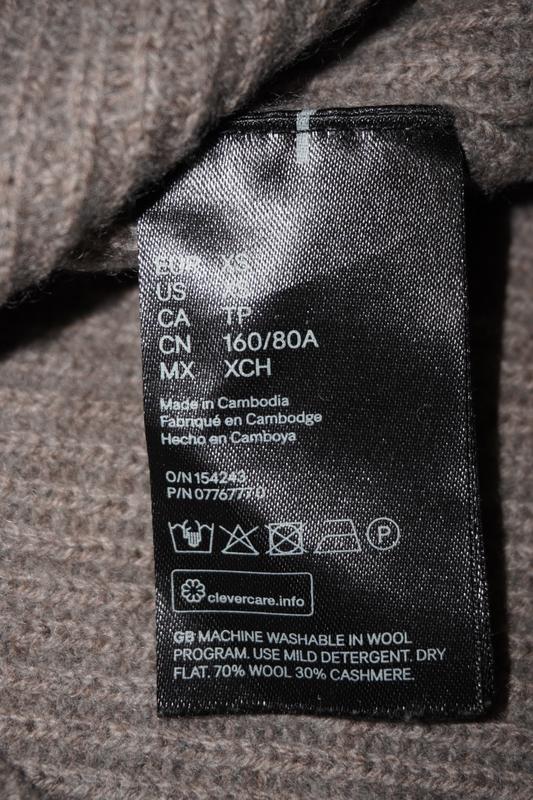 EUR XS
US XS
CA TP
CN 160/80A
MX XCH
Made in Cambodia
Fabriqué en Cambodge
Hecho en Camboya
O/N 154243
P/N
P
clevercare.info
GB MACHINE WASHABLE IN WOOL
PROGRAM. USE MILD DETERGENT. DRY
FLAT. 70% WOOL 30% CASHMERE.